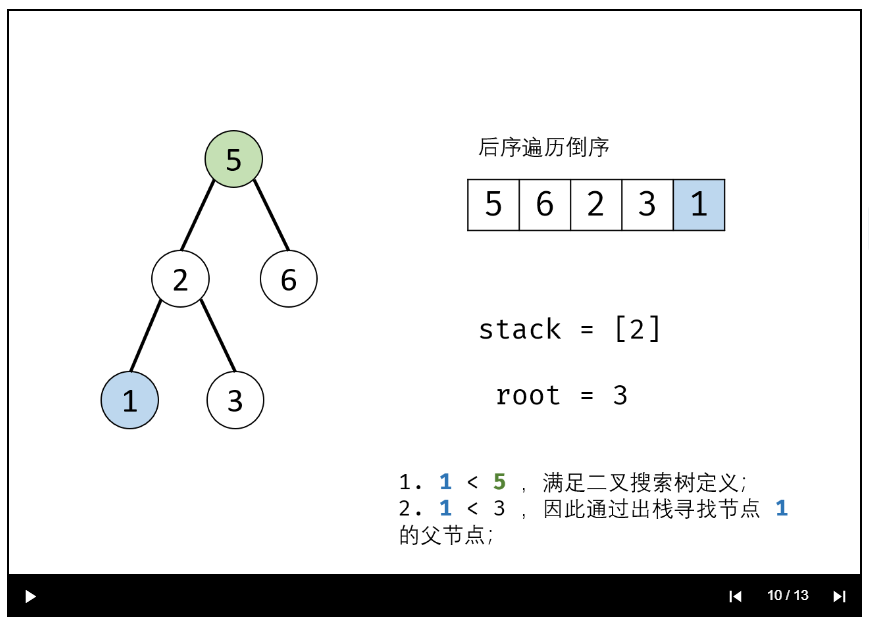 后序遍历倒序
5 6 2 3 1
5
2 6
1 3
stack = [2]
root = 3
1. 1 < 5 ，满足二叉搜索树定义;
2. 1 < 3 ，因此通过出栈寻找节点 1
的父节点;
10 / 13